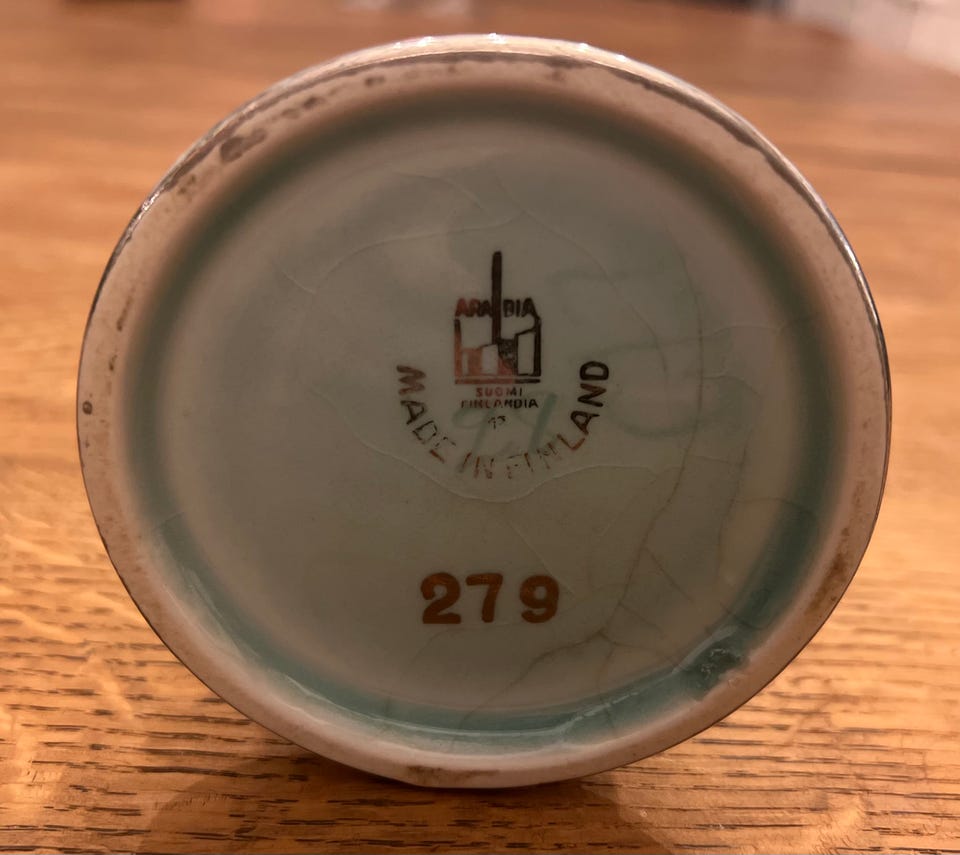 ARABIA
SUOMI
FINLANDIA
MADE IN FINLAND
279